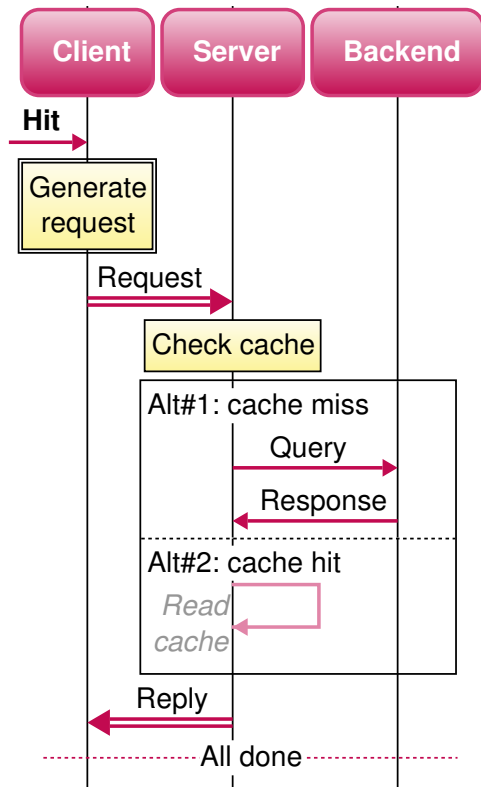 Client Server Backend
Hit
Generate
request
Request
Check cache
Alt#1: cache miss
Query
Response
Alt#2: cache hit
Read
cache
Reply
All done